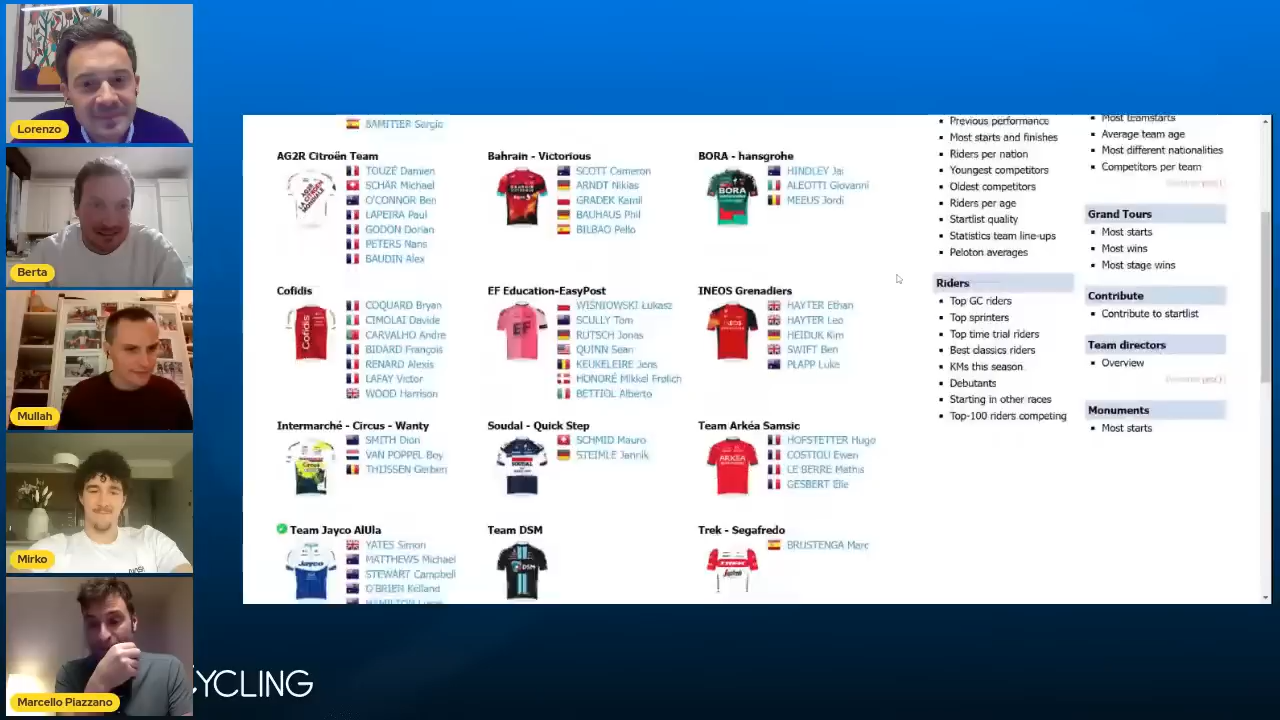 Lorenzo
Berta
Mullah
Mirko
Marcello Piazzano
BAMITIER Sergio
AG2R Citroën Team
TOUZÉ Damien
SCHÄR Michael
O'CONNOR Ben
LAPEIRA Paul
GODON Dorian
PETERS Nans
BAUDIN Alex
Bahrain - Victorious
SCOTT Cameron
ARNDT Nikias
GRADEK Kamil
BAUHAUS Phil
BILBAO Pello
BORA - hansgrohe
HINDLEY Jai
ALEOTTI Giovanni
MEEUS Jordi
Cofidis
COQUARD Bryan
CIMOLAI Davide
CARVALHO Andre
BIDARD François
RENARD Alexis
LAFAY Victor
WOOD Harrison
EF Education-EasyPost
WIŚNIOWSKI Łukasz
SCULLY Tom
RUTSCH Jonas
QUINN Sean
KEUKELEIRE Jens
HONORÉ Mikkel Frølich
BETTIOL Alberto
INEOS Grenadiers
HAYTER Ethan
HAYTER Leo
HEIDUK Kim
SWIFT Ben
PLAPP Luke
Intermarché - Circus - Wanty
SMITH Dion
VAN POPPEL Boy
THIJSSEN Gerben
Soudal - Quick Step
SCHMID Mauro
STEIMLE Jannik
Team Arkéa Samsic
HOFSTETTER Hugo
COSTIOU Ewen
LE BERRE Mathis
GESBERT Elie
Team Jayco AlUla
YATES Simon
MATTHEWS Michael
STEWART Campbell
O'BRIEN Kelland
HAMILTON Lucas
Team DSM
Trek - Segafredo
BRUSTENGA Marc
Previous performance
Most starts and finishes
Riders per nation
Youngest competitors
Oldest competitors
Riders per age
Startlist quality
Statistics team line-ups
Peloton averages
Riders
Top GC riders
Top sprinters
Top time trial riders
Best classics riders
KMs this season
Debutants
Starting in other races
Top-100 riders competing
Most teamstarts
Average team age
Most different nationalities
Competitors per team
Grand Tours
Most starts
Most wins
Most stage wins
Contribute
Contribute to startlist
Team directors
Overview
Monuments
Most starts
YCLING